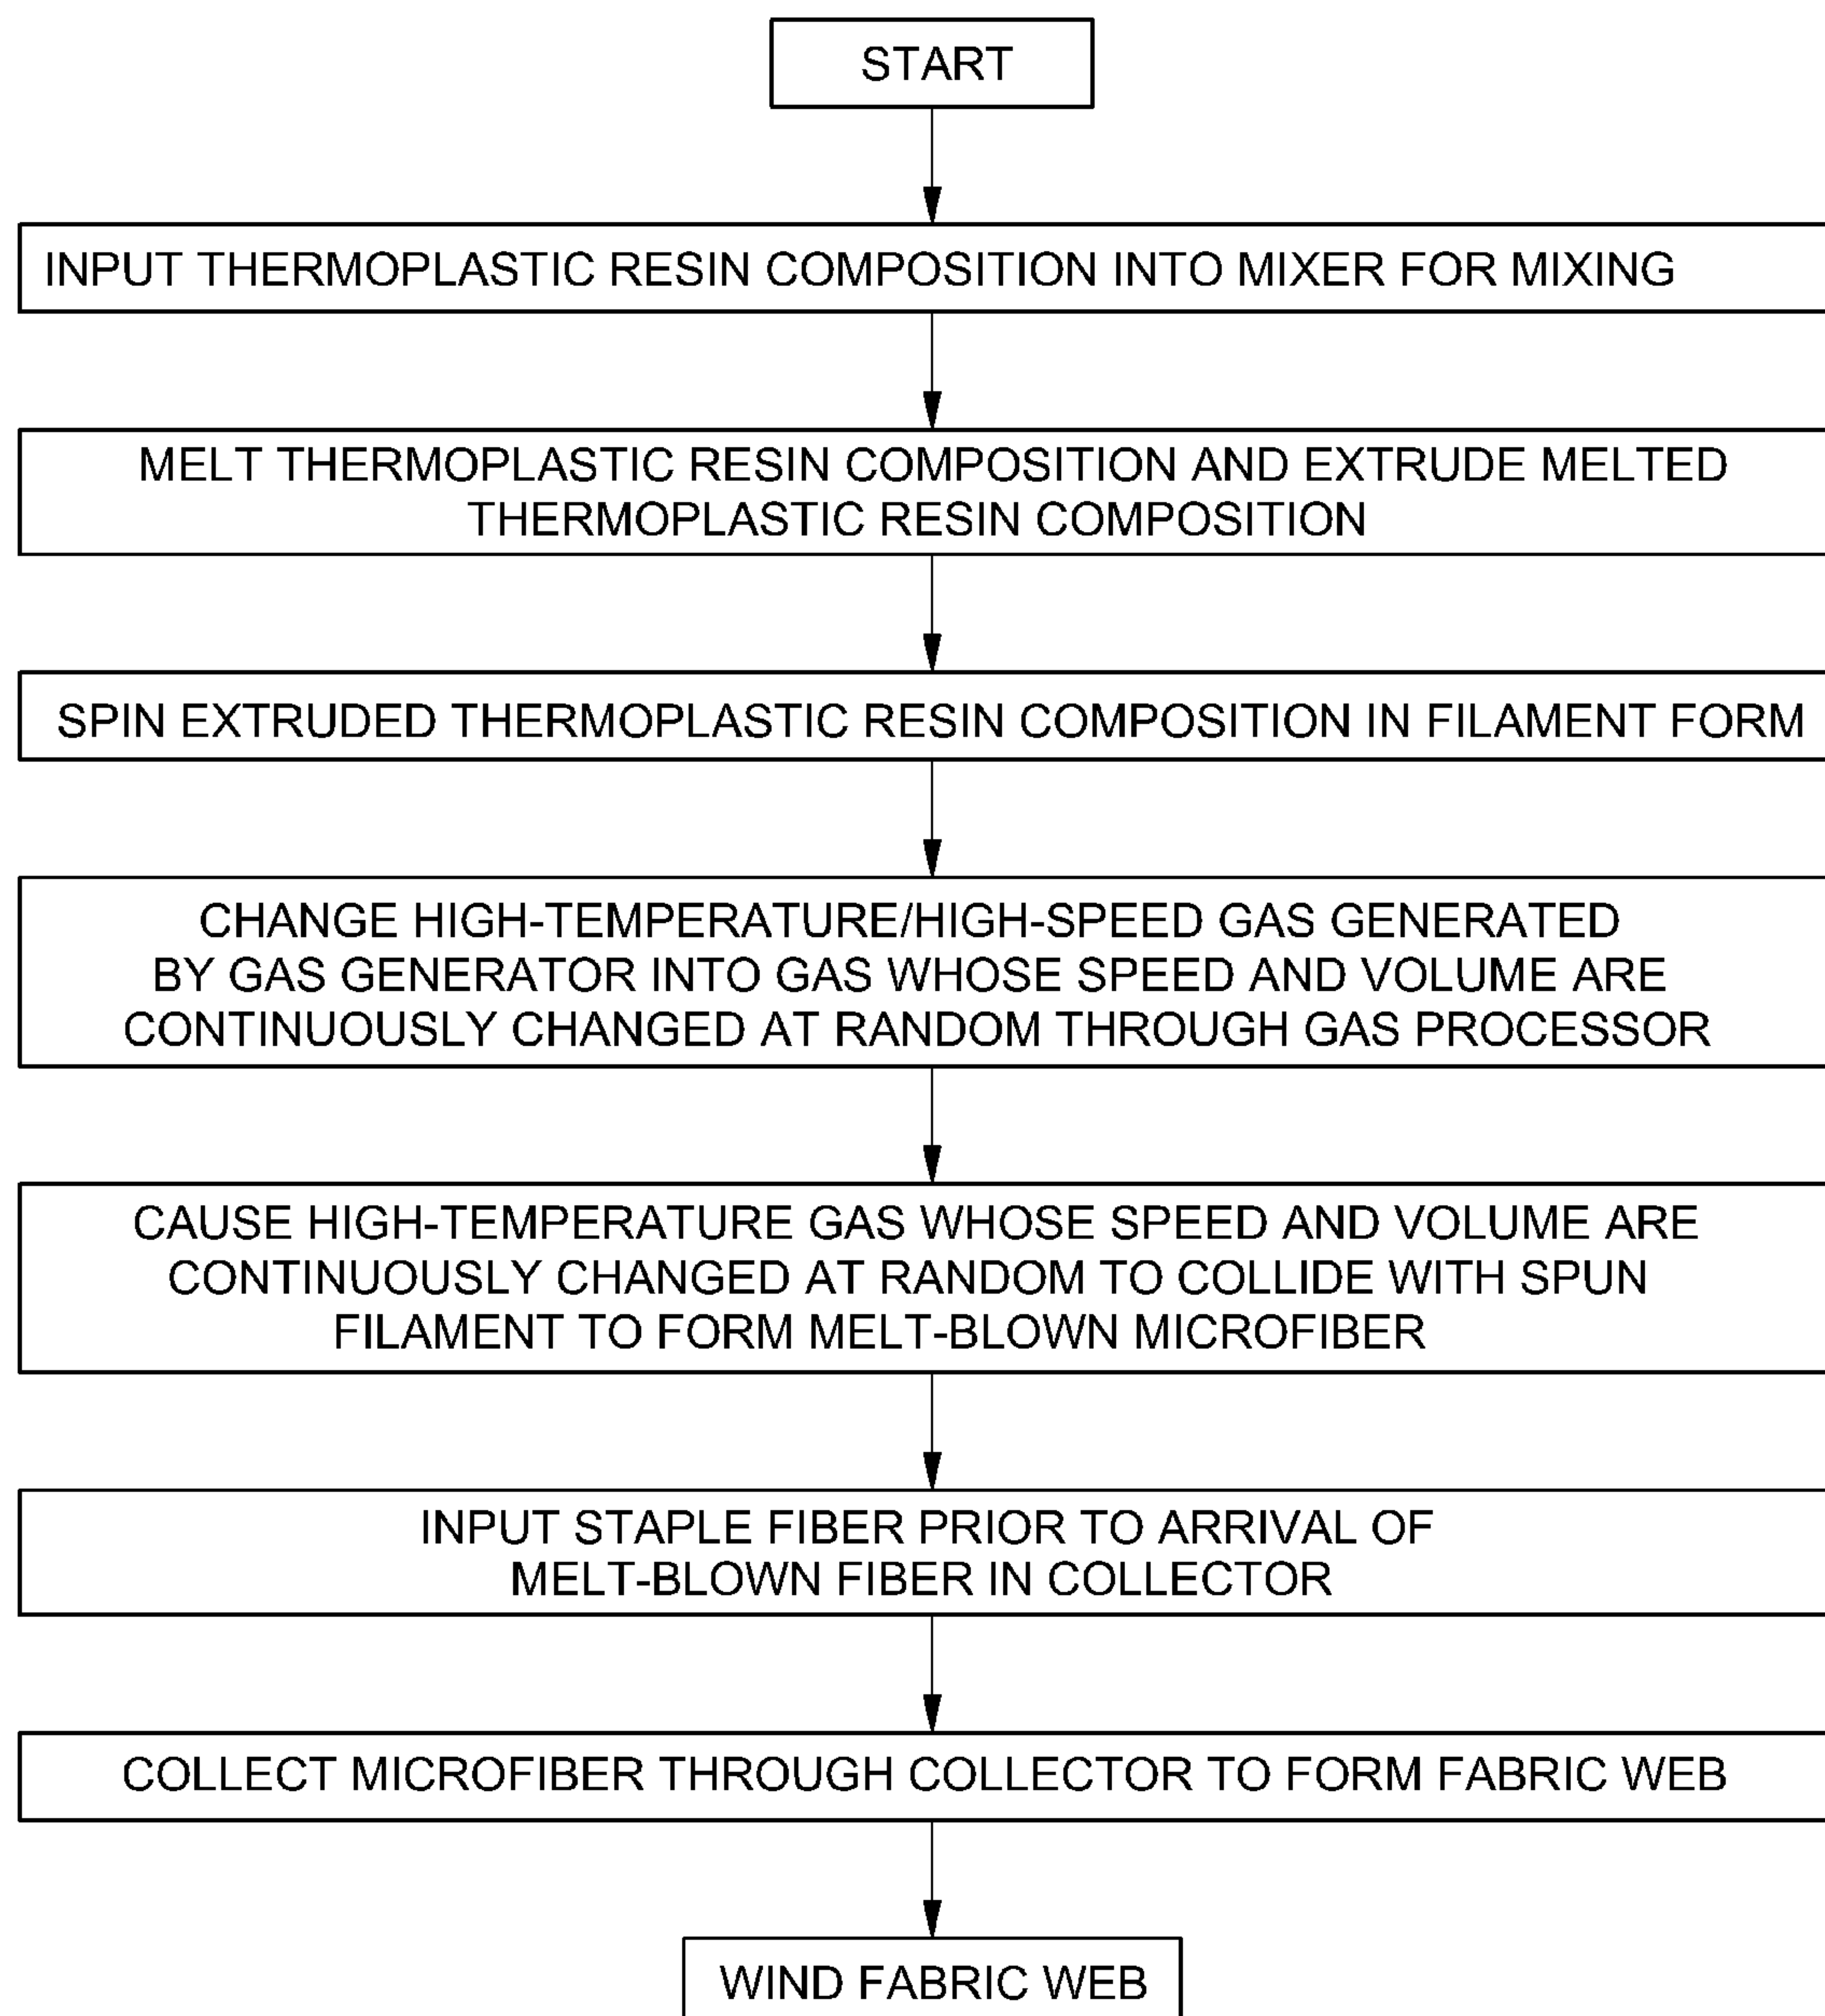 START
INPUT THERMOPLASTIC RESIN COMPOSITION INTO MIXER FOR MIXING
MELT THERMOPLASTIC RESIN COMPOSITION AND EXTRUDE MELTED
THERMOPLASTIC RESIN COMPOSITION
SPIN EXTRUDED THERMOPLASTIC RESIN COMPOSITION IN FILAMENT FORM
CHANGE HIGH-TEMPERATURE/HIGH-SPEED GAS GENERATED
BY GAS GENERATOR INTO GAS WHOSE SPEED AND VOLUME ARE
CONTINUOUSLY CHANGED AT RANDOM THROUGH GAS PROCESSOR
CAUSE HIGH-TEMPERATURE GAS WHOSE SPEED AND VOLUME ARE
CONTINUOUSLY CHANGED AT RANDOM TO COLLIDE WITH SPUN
FILAMENT TO FORM MELT-BLOWN MICROFIBER
INPUT STAPLE FIBER PRIOR TO ARRIVAL OF
MELT-BLOWN FIBER IN COLLECTOR
COLLECT MICROFIBER THROUGH COLLECTOR TO FORM FABRIC WEB
WIND FABRIC WEB